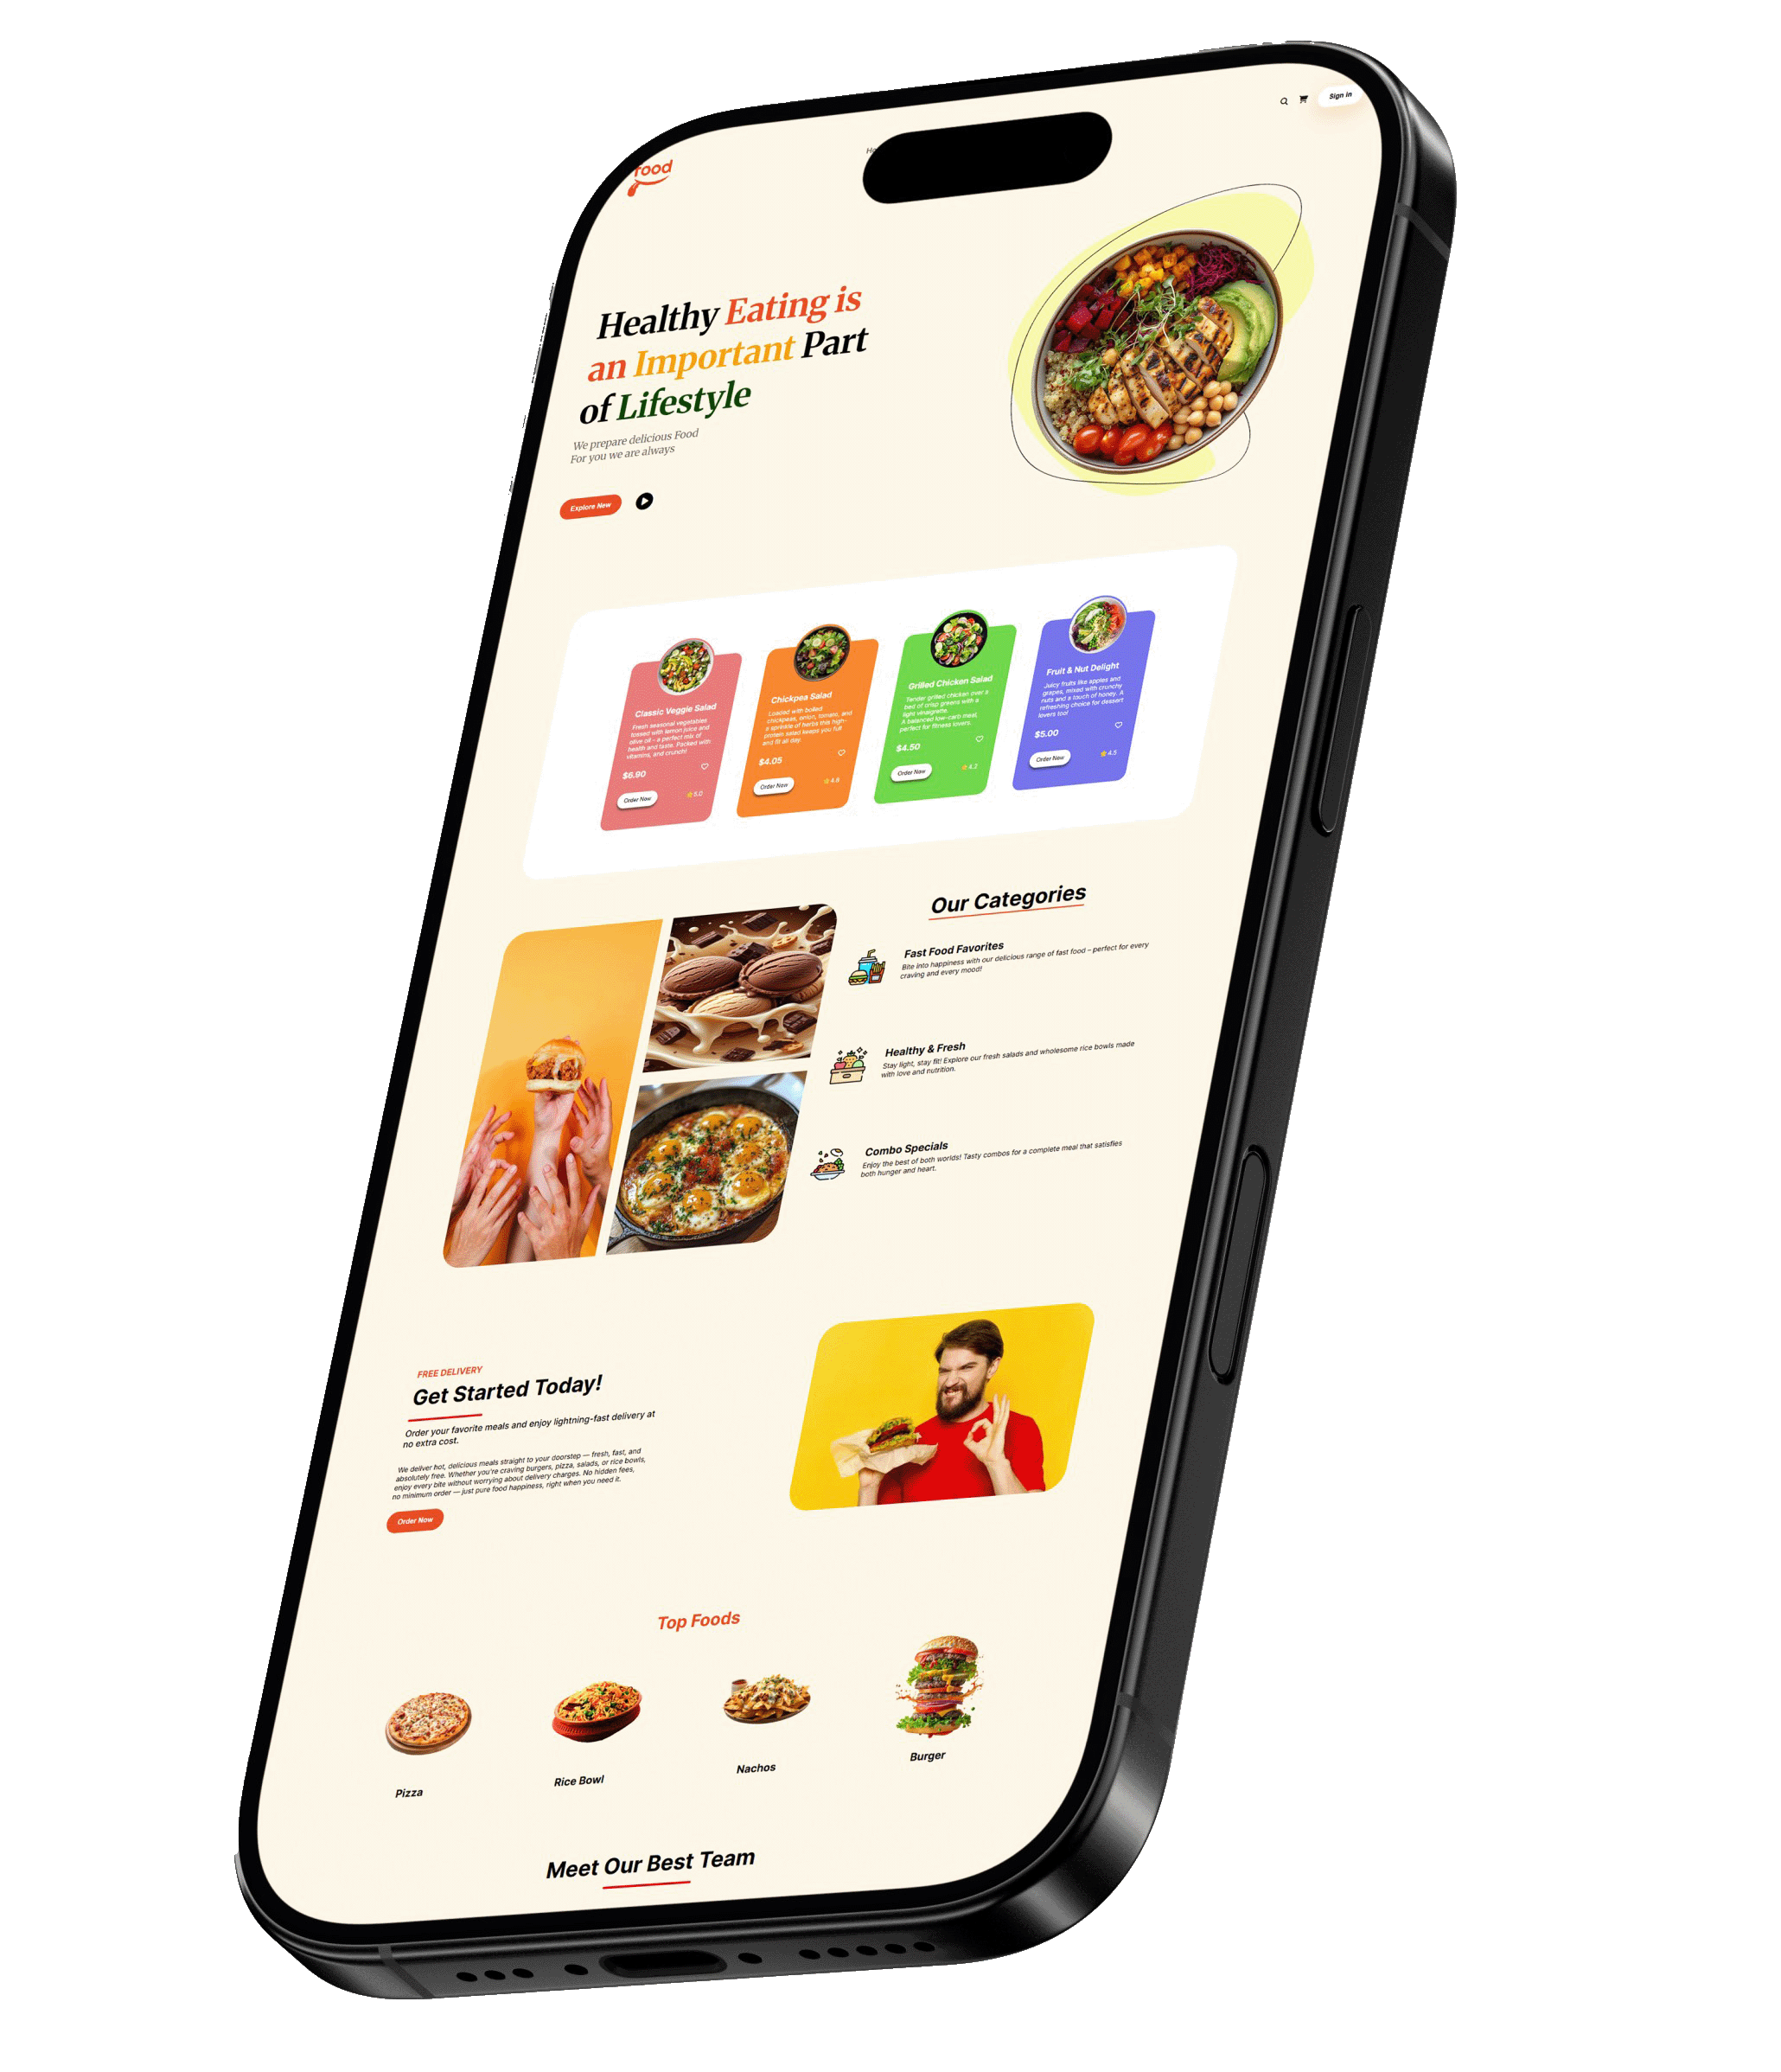 food
Sign in
Healthy Eating is
an Important Part
of Lifestyle
We prepare delicious Food
For you we are always
Explore New
Classic Veggie Salad
Fresh seasonal vegetables
tossed with lemon juice and
olive oil – a perfect mix of
health and taste. Packed with
vitamins, and crunch!
$6.90
Order Now
5.0
Chickpea Salad
Loaded with boiled
chickpeas, onion, tomato, and
a sprinkle of herbs this high-
protein salad keeps you full
and fit all day.
$4.05
Order Now
4.8
Grilled Chicken Salad
Tender grilled chicken over a
bed of crisp greens with a
light vinaigrette.
A balanced low-carb meal,
perfect for fitness lovers.
$4.50
Order Now
4.2
Fruit & Nut Delight
Juicy fruits like apples and
grapes, mixed with crunchy
nuts and a touch of honey. A
refreshing choice for dessert
lovers too!
$5.00
Order Now
4.5
Our Categories
Fast Food Favorites
Bite into happiness with our delicious range of fast food – perfect for every
craving and every mood!
Healthy & Fresh
Stay light, stay fit! Explore our fresh salads and wholesome rice bowls made
with love and nutrition.
Combo Specials
Enjoy the best of both worlds! Tasty combos for a complete meal that satisfies
both hunger and heart.
FREE DELIVERY
Get Started Today!
Order your favorite meals and enjoy lightning-fast delivery at
no extra cost.
We deliver hot, delicious meals straight to your doorstep — fresh, fast, and
absolutely free. Whether you're craving burgers, pizza, salads, or rice bowls,
enjoy every bite without worrying about delivery charges. No hidden fees,
no minimum order — just pure food happiness, right when you need it.
Order Now
Top Foods
Pizza
Rice Bowl
Nachos
Burger
Meet Our Best Team